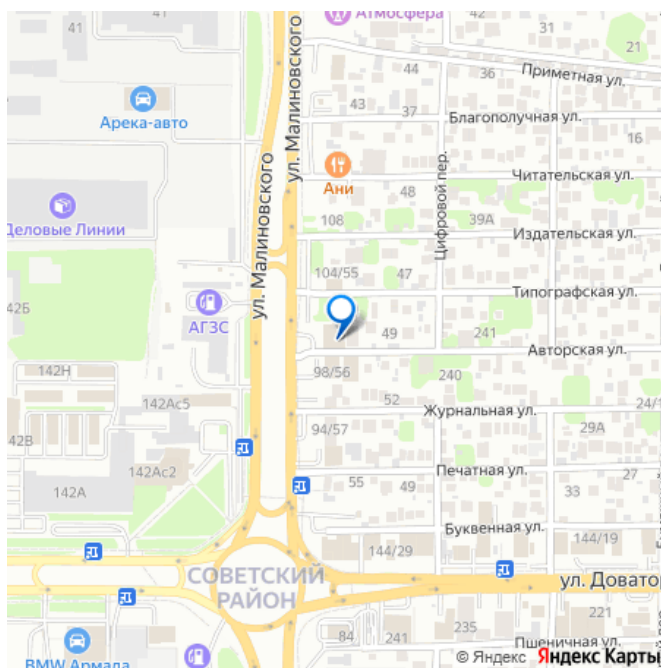 41
41
Атмосфера
42
31
21
44
36
Приметная ул.
43
37
Благополучная ул.
16
Арека-авто
ул. Малиновского
ул. Малиновского
Ани
48
Читательская ул.
Цифровой пер.
39А
108
Издательская ул.
Деловые Линии
104/55
47
Типографская ул.
42Б
АГЗС
49
241
Авторская ул.
142Н
98/56
240
142Ас5
52
Журнальная ул.
24/1
42В
94/57
29А
142Ас2
Печатная ул.
27
142А
55
49
33
Буквенная ул.
144/29
144/19
СОВЕТСКИЙ
РАЙОН
ул. Доватор
221
84
241
235
Пшеничная ул.
BMW Армада
© Яндекс Яндекс Карты